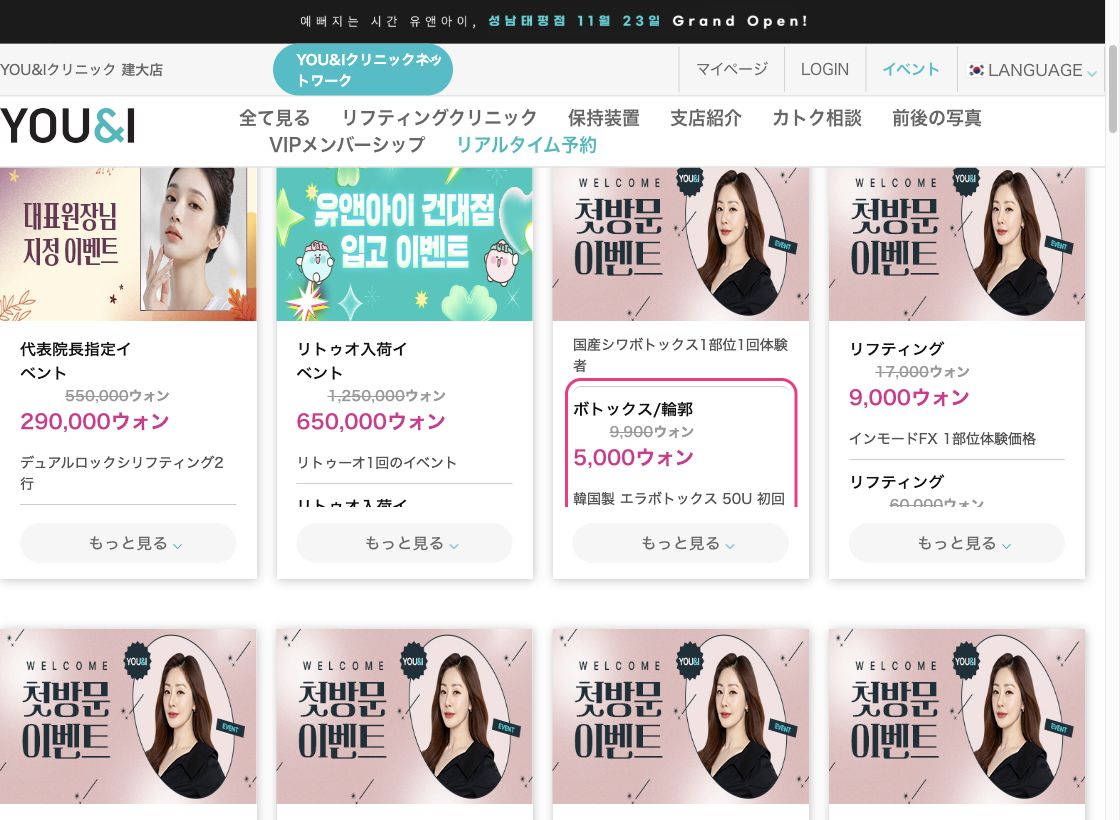 예뻐지는 시간 유앤아이, 성남태평점 11월 23일 Grand Open!
YOU&Iクリニック 建大店
YOU&Iクリニックネットワーク
マイページ
LOGIN
イベント
LANGUAGE
YOU&I
全て見る
リフティングクリニック
保持装置
支店紹介
カトク相談
前後の写真
VIPメンバーシップ
リアルタイム予約
대표원장님
지정 이벤트
代表院長指定イ
ベント
550,000ウォン
290,000ウォン
デュアルロックシリフティング2
行
もっと見る
유앤아이 건대점
입고 이벤트
リトゥオ入荷イ
ベント
1,250,000ウォン
650,000ウォン
リトゥーオ1回のイベント
リトゥオ入荷イ
もっと見る
WELCOME
YOU&I
첫방문
이벤트
EVENT
国産シワボトックス1部位1回体験
者
ボトックス/輪郭
9,900ウォン
5,000ウォン
韓国製 エラボトックス 50U 初回
もっと見る
WELCOME
YOU&I
첫방문
이벤트
EVENT
リフティング
17,000ウォン
9,000ウォン
インモードFX 1部位体験価格
リフティング
60,000ウォン
もっと見る
WELCOME
YOU&I
첫방문
이벤트
EVENT
WELCOME
YOU&I
첫방문
이벤트
EVENT
WELCOME
YOU&I
첫방문
이벤트
EVENT
WELCOME
YOU&I
첫방문
이벤트
EVENT